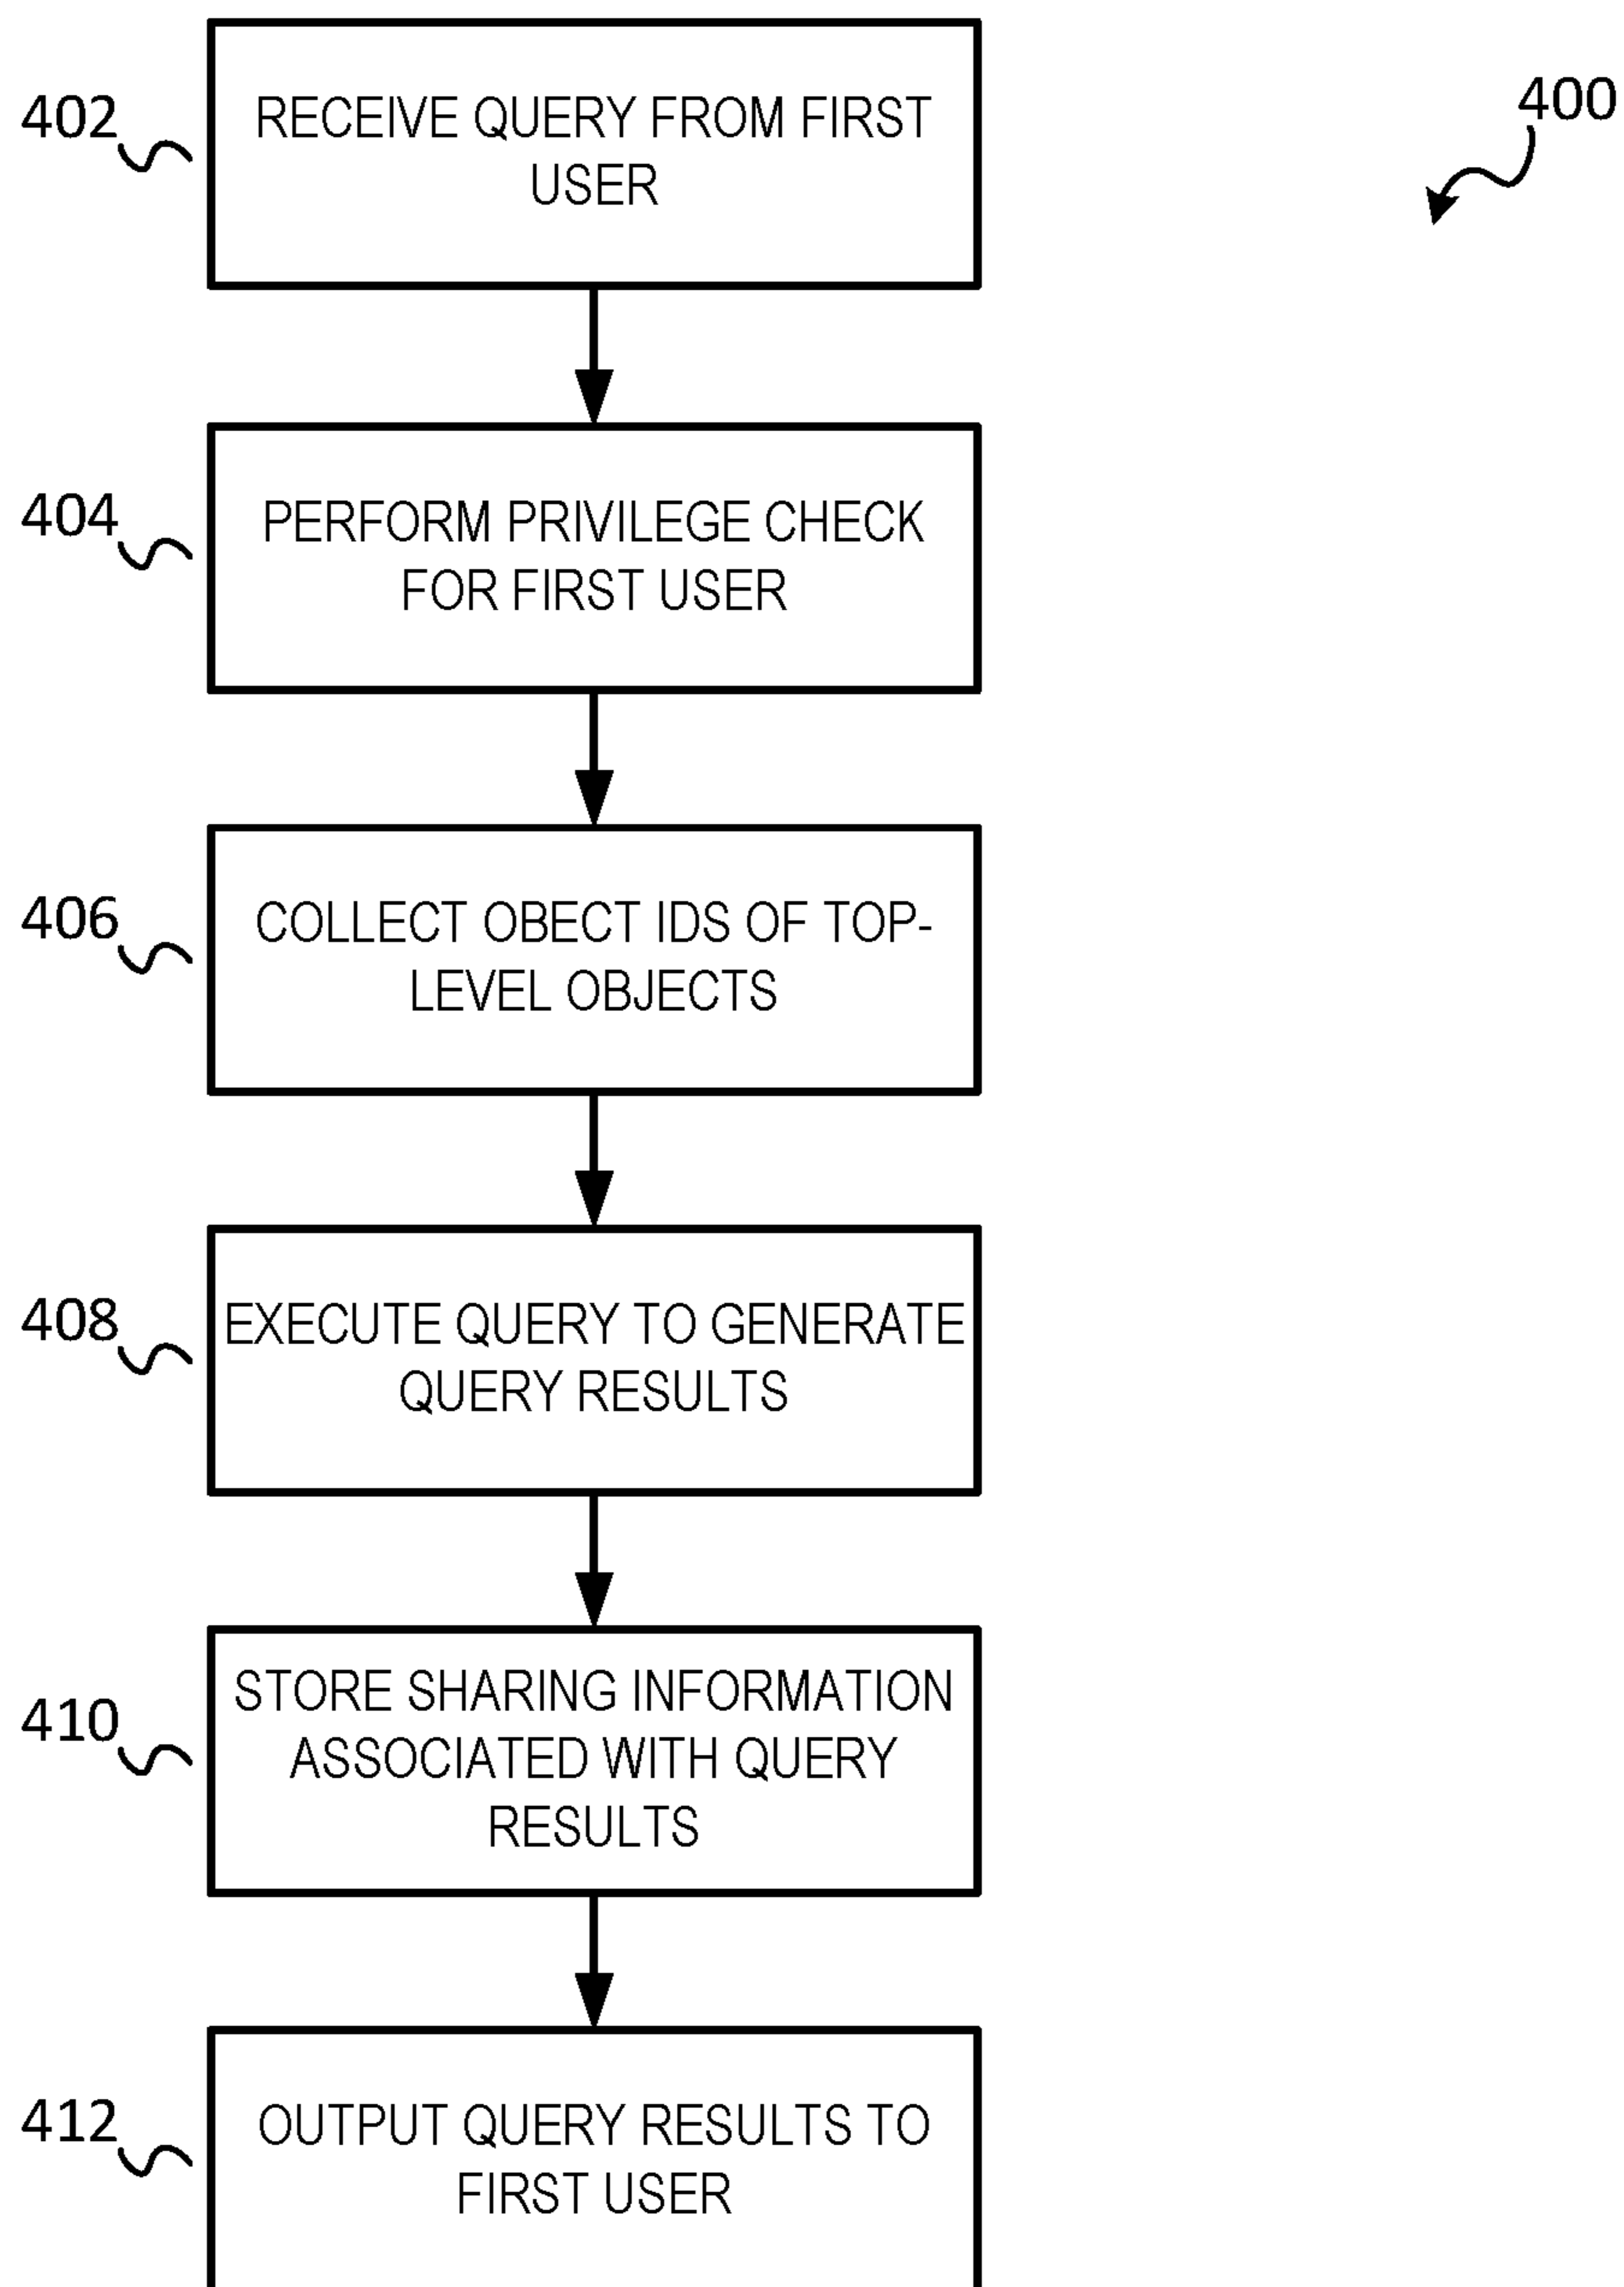 400
402
RECEIVE QUERY FROM FIRST
USER
404
PERFORM PRIVILEGE CHECK
FOR FIRST USER
406
COLLECT OBECT IDS OF TOP-
LEVEL OBJECTS
408
EXECUTE QUERY TO GENERATE
QUERY RESULTS
410
STORE SHARING INFORMATION
ASSOCIATED WITH QUERY
RESULTS
412
OUTPUT QUERY RESULTS TO
FIRST USER